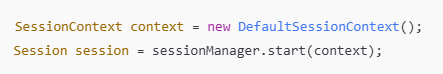 SessionContext context = new DefaultSessionContext();
Session session = sessionManager.start(context);